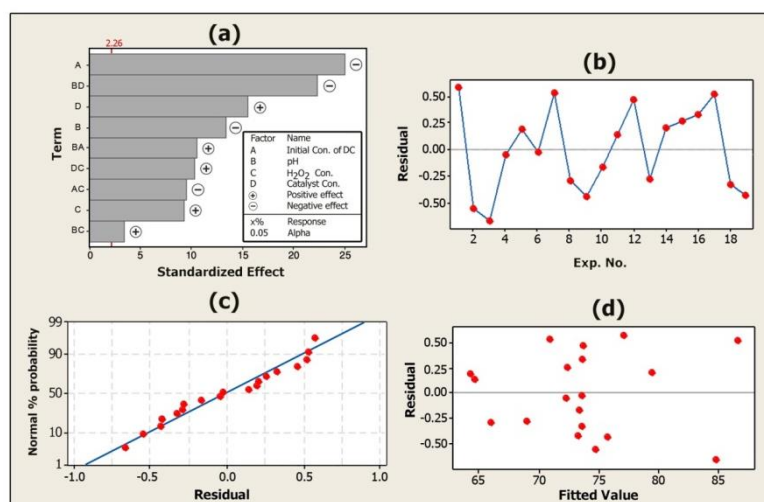 (a)
2.26
Term
A
BD
D
B
BA
DC
AC
C
BC
Factor Name
A Initial Con. of DC
B pH
C H₂O₂ Con.
D Catalyst Con.
⊕ Positive effect
⊖ Negative effect
x% Response
0.05 Alpha
0 5 10 15 20 25
Standardized Effect
(b)
Residual
0.50
0.25
0.00
-0.25
-0.50
2 4 6 8 10 12 14 16 18
Exp. No.
(c)
Normal % probability
99
90
50
10
1
-1.0 -0.5 0.0 0.5 1.0
Residual
(d)
Residual
0.50
0.25
0.00
-0.25
-0.50
65 70 75 80 85
Fitted Value